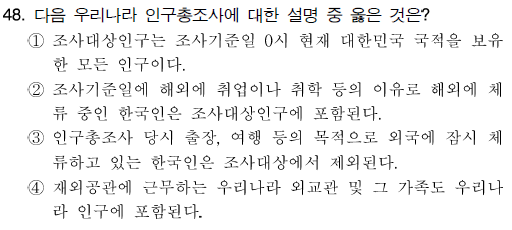 48. 다음 우리나라 인구총조사에 대한 설명 중 옳은 것은?
① 조사대상인구는 조사기준일 0시 현재 대한민국 국적을 보유
한 모든 인구이다.
② 조사기준일에 해외에 취업이나 취학 등의 이유로 해외에 체
류 중인 한국인은 조사대상인구에 포함된다.
③ 인구총조사 당시 출장, 여행 등의 목적으로 외국에 잠시 체
류하고 있는 한국인은 조사대상에서 제외된다.
④ 재외공관에 근무하는 우리나라 외교관 및 그 가족도 우리나
라 인구에 포함된다.